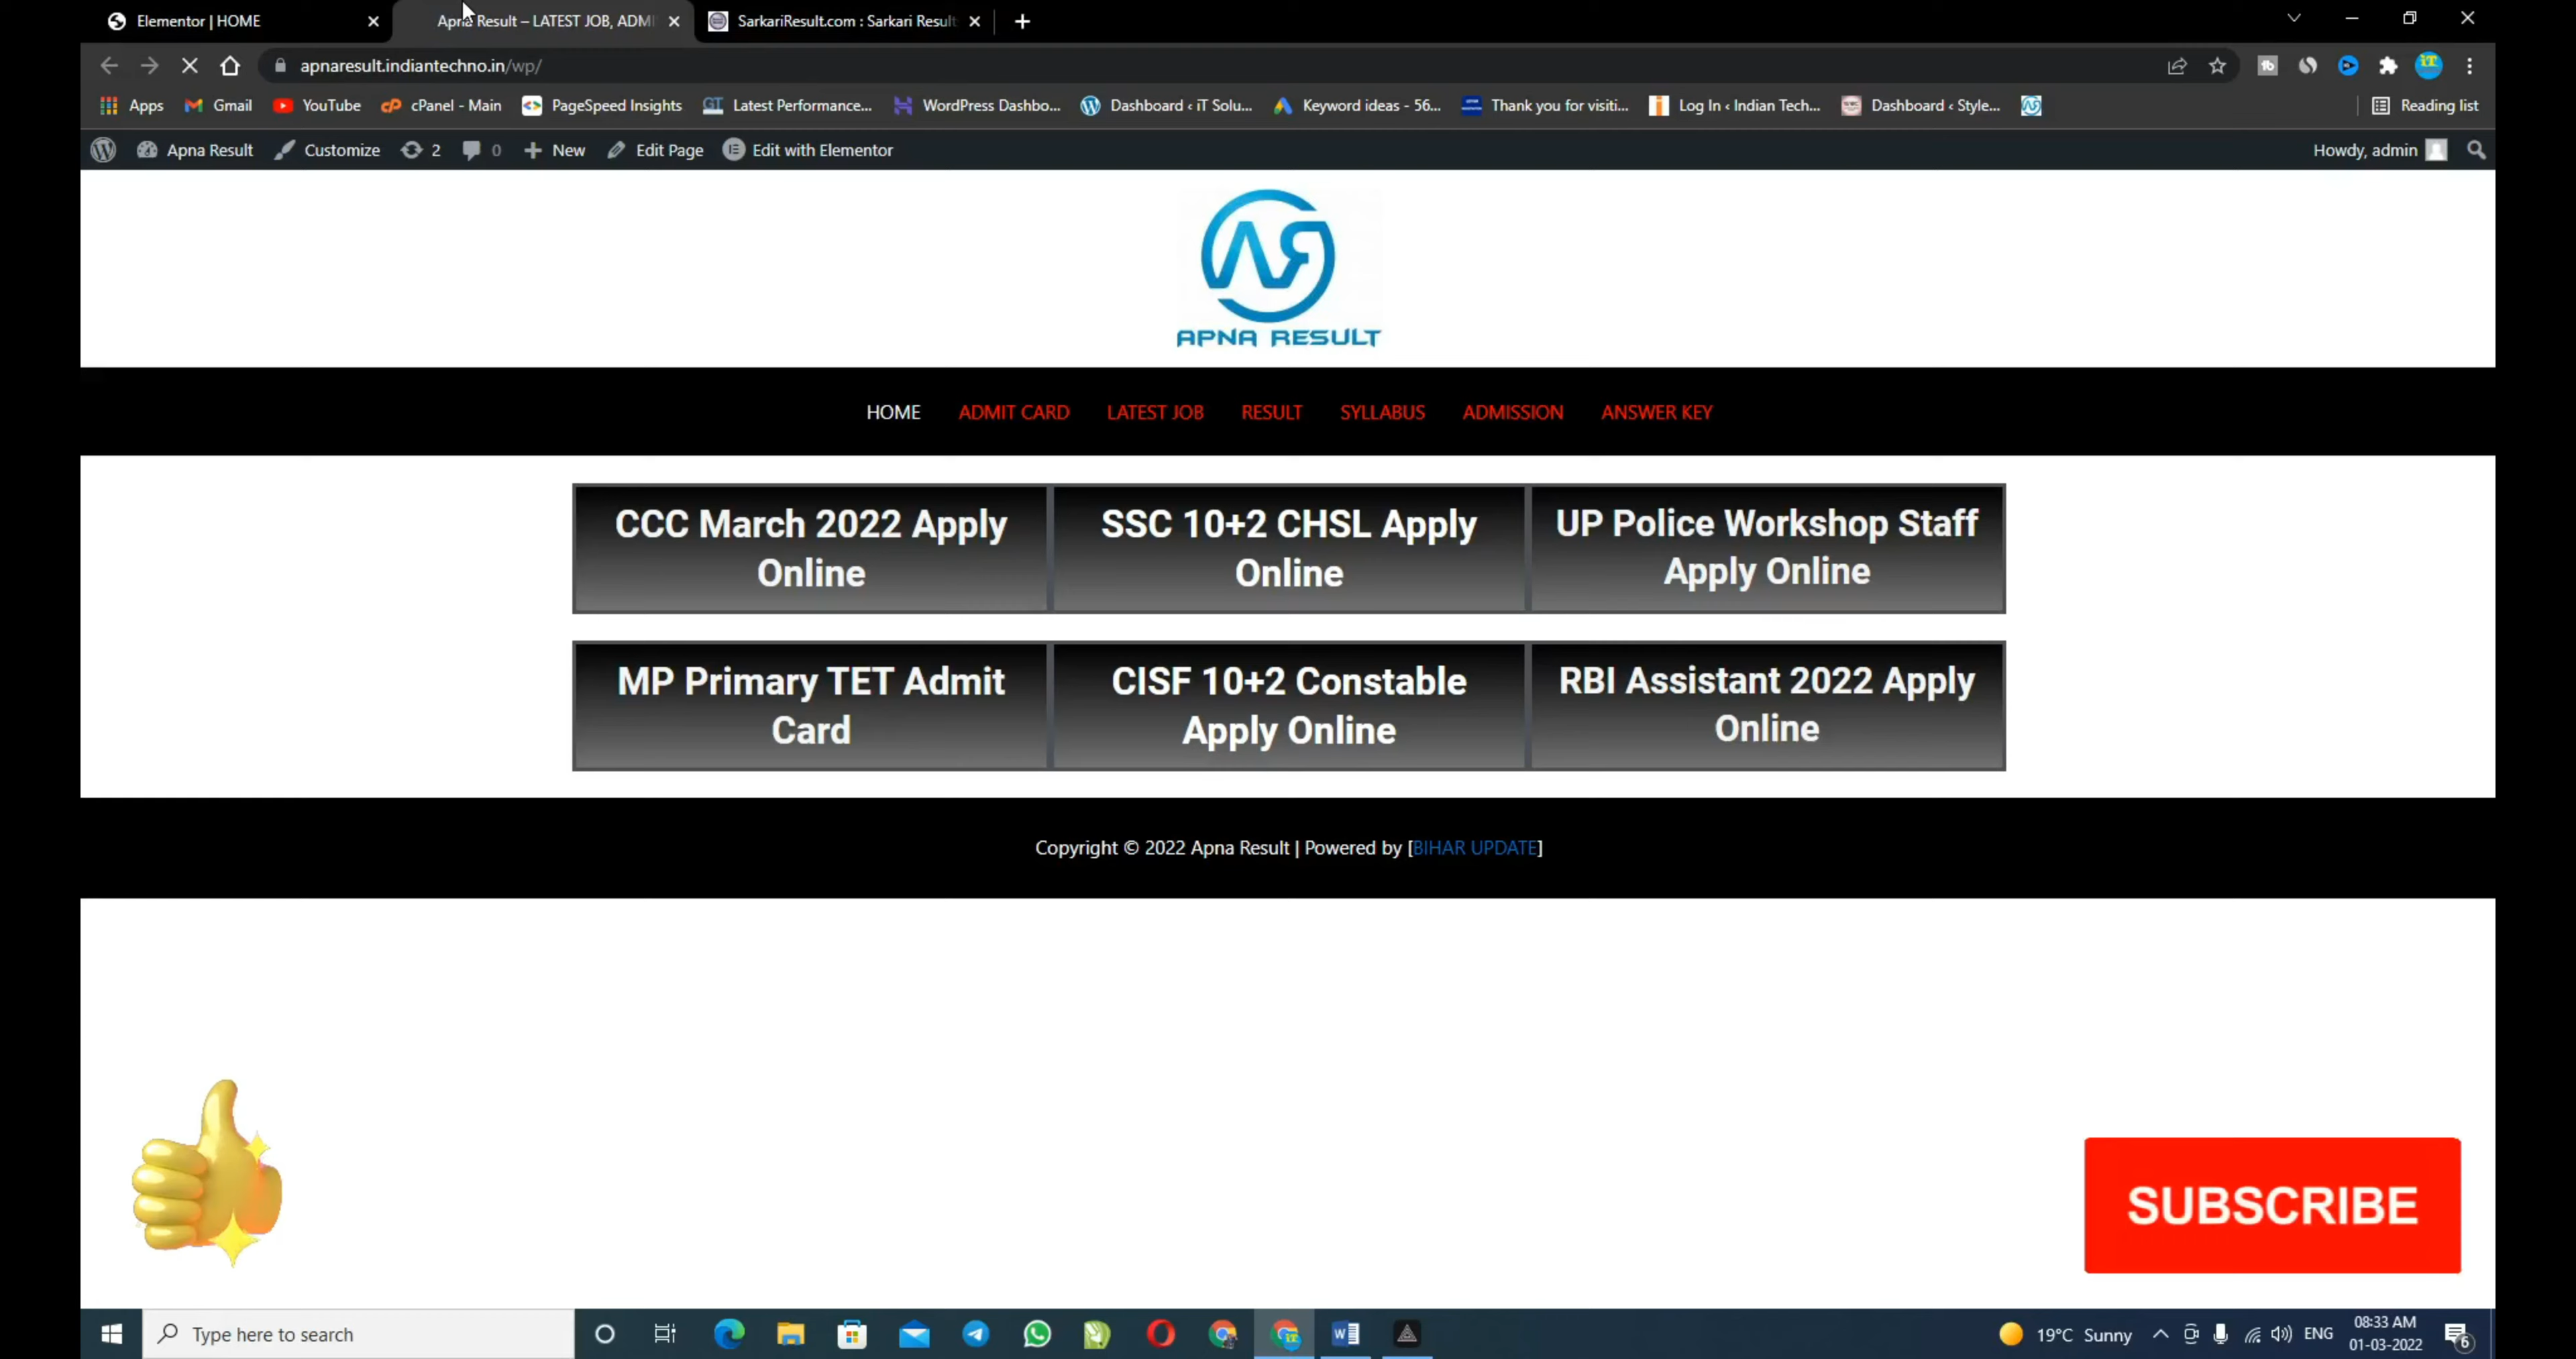 Elementor | HOME
Apna Result – LATEST JOB, ADMI
SarkariResult.com : Sarkari Result
apnaresult.indiantechno.in/wp/
Apps
Gmail
YouTube
cPanel - Main
PageSpeed Insights
Latest Performance...
WordPress Dashbo...
Dashboard ‹ iT Solu...
Keyword ideas - 56...
Thank you for visiti...
Log In ‹ Indian Tech...
Dashboard ‹ Style...
Reading list
Apna Result
Customize
2
0
New
Edit Page
Edit with Elementor
Howdy, admin
APNA RESULT
HOME
ADMIT CARD
LATEST JOB
RESULT
SYLLABUS
ADMISSION
ANSWER KEY
CCC March 2022 Apply
Online
SSC 10+2 CHSL Apply
Online
UP Police Workshop Staff
Apply Online
MP Primary TET Admit
Card
CISF 10+2 Constable
Apply Online
RBI Assistant 2022 Apply
Online
Copyright © 2022 Apna Result | Powered by [BIHAR UPDATE]
SUBSCRIBE
Type here to search
19°C Sunny
ENG
08:33 AM
01-03-2022
6